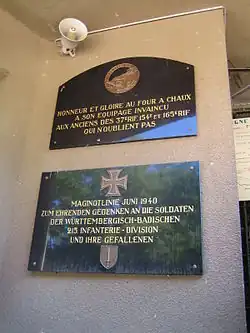 HONNEUR ET GLOIRE AU FOUR A CHAUX
A SON EQUIPAGE INVAINCU
AUX ANCIENS DES 37e RIF 154e ET 165e RIF
QUI N'OUBLIENT PAS
MAGINOTLINIE JUNI 1940
ZUM EHRENDEN GEDENKEN AN DIE SOLDATEN
DER WÜRTTEMBERGISCH-BADISCHEN
215 INFANTERIE-DIVISION
UND IHRE GEFALLENEN